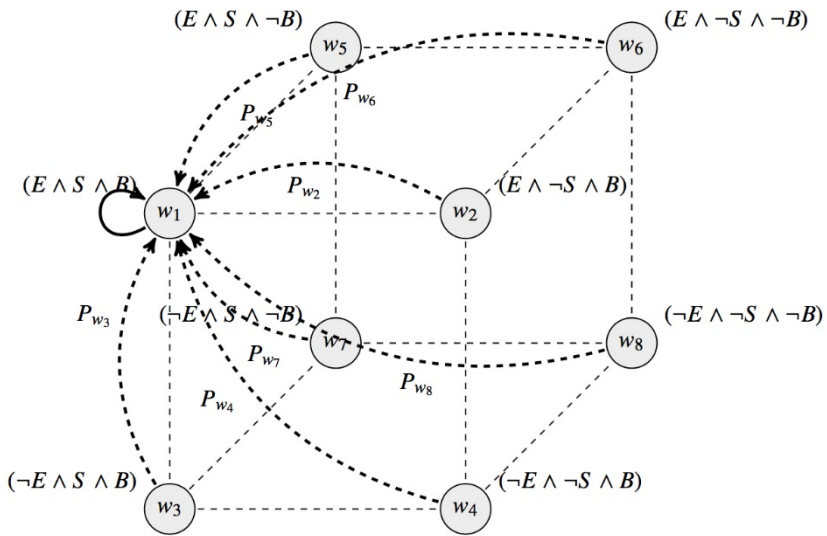 (E ∧ S ∧ ¬B)
(E ∧ ¬S ∧ ¬B)
w₅
w₆
P_w₆
P_w₅
(E ∧ S ∧ B)
P_w₂
(E ∧ ¬S ∧ B)
w₁
w₂
P_w₃
(¬E ∧ S ∧ ¬B)
(¬E ∧ ¬S ∧ ¬B)
w₇
w₈
P_w₇
P_w₈
P_w₄
(¬E ∧ S ∧ B)
(¬E ∧ ¬S ∧ B)
w₃
w₄